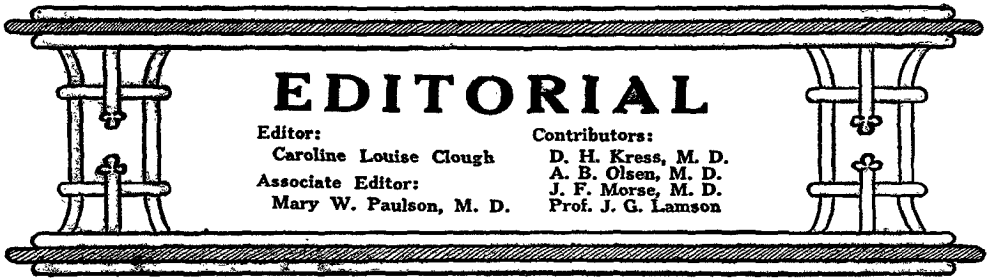 EDITORIAL
Editor:
Caroline Louise Clough
Associate Editor:
Mary W. Paulson, M. D.
Contributors:
D. H. Kress, M. D.
A. B. Olsen, M. D.
J. F. Morse, M. D.
Prof. J. G. Lamson